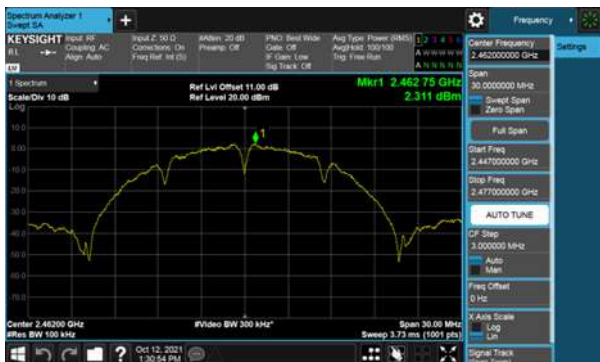 Spectrum Analyzer 1
Swept SA
Frequency
KEYSIGHT
Input: RF
Input Z: 50 Ω
#Atten: 20 dB
PNO: Best Wide
Avg Type: Power (RMS)
1 2 3 4 5 6
RL
Coupling: AC
Corrections: On
Preamp: Off
Gate: Off
Avg|Hold: 100/100
A W W W W W
Align: Auto
Freq Ref: Int (S)
IF Gain: Low
Trig: Free Run
Sig Track: Off
A N N N N N
1 Spectrum
Scale/Div 10 dB
Ref Lvl Offset 11.00 dB
Ref Level 20.00 dBm
Mkr1 2.462 75 GHz
2.311 dBm
Log
10.0
0.00
1
-10.0
-20.0
-30.0
-40.0
-50.0
-60.0
-70.0
Center 2.46200 GHz
#Video BW 300 kHz*
Span 30.00 MHz
#Res BW 100 kHz
Sweep 3.73 ms (1001 pts)
Oct 12, 2021
1:30:54 PM
Center Frequency
2.462000000 GHz
Settings
Span
30.0000000 MHz
Swept Span
Zero Span
Full Span
Start Freq
2.447000000 GHz
Stop Freq
2.477000000 GHz
AUTO TUNE
CF Step
3.000000 MHz
Auto
Man
Freq Offset
0 Hz
X Axis Scale
Log
Lin
Signal Track